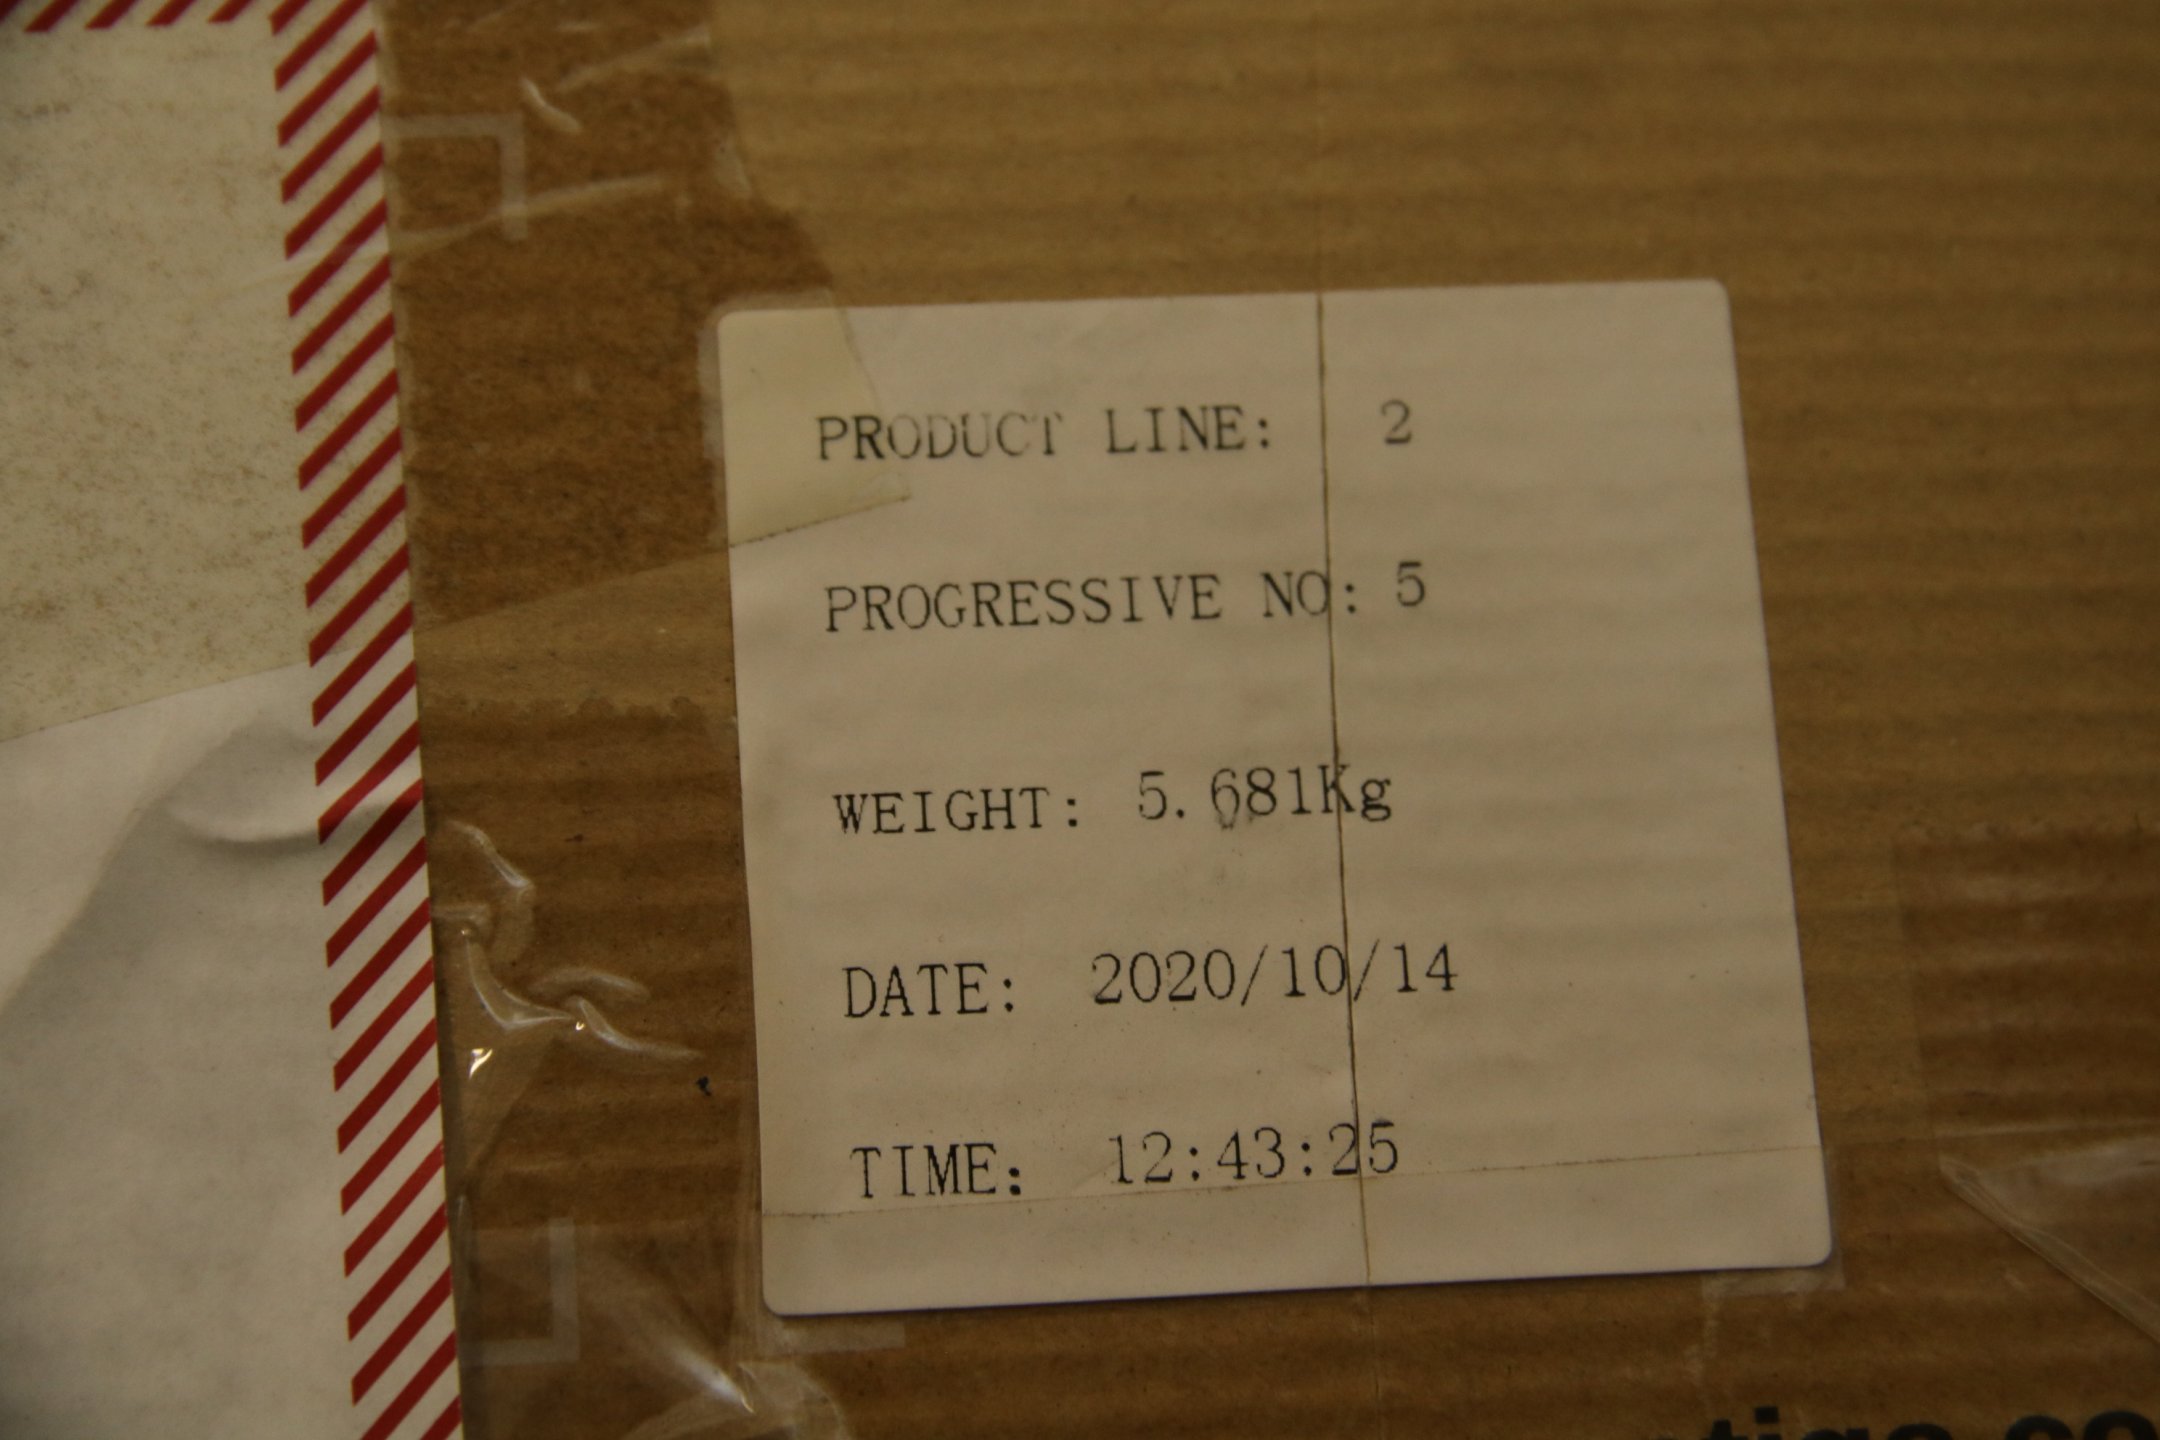 PRODUCT LINE: 2
PROGRESSIVE NO: 5
WEIGHT: 5.681Kg
DATE: 2020/10/14
TIME: 12:43:25